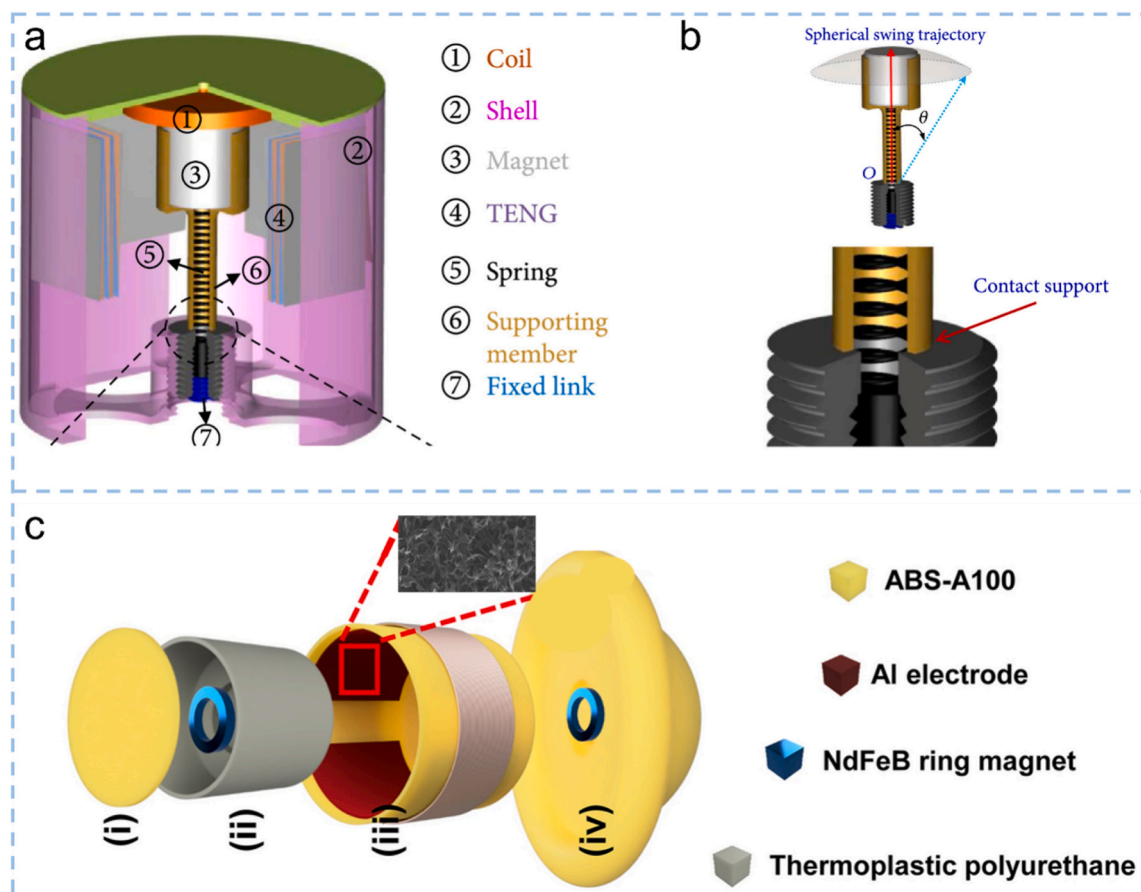 a
① Coil
② Shell
③ Magnet
④ TENG
⑤ Spring
⑥ Supporting
member
⑦ Fixed link
①
②
③
④
⑤
⑥
⑦
b
Spherical swing trajectory
θ
O
Contact support
c
(i)
(ii)
(iii)
(iv)
ABS-A100
Al electrode
NdFeB ring magnet
Thermoplastic polyurethane